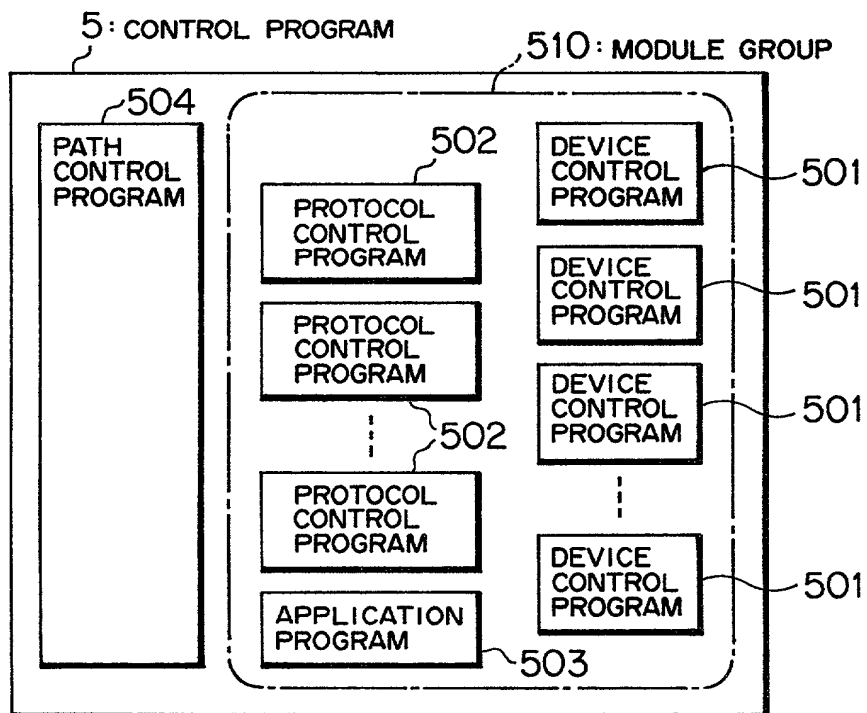 5: CONTROL PROGRAM
510: MODULE GROUP
504
PATH
CONTROL
PROGRAM
502
PROTOCOL
CONTROL
PROGRAM
PROTOCOL
CONTROL
PROGRAM
502
PROTOCOL
CONTROL
PROGRAM
APPLICATION
PROGRAM
503
DEVICE
CONTROL
PROGRAM
501
DEVICE
CONTROL
PROGRAM
501
DEVICE
CONTROL
PROGRAM
501
DEVICE
CONTROL
PROGRAM
501